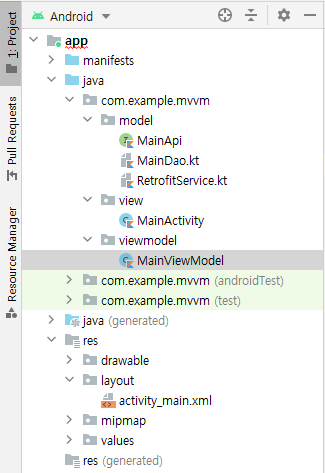 Android
app
manifests
java
com.example.mvvm
model
MainApi
MainDao.kt
RetrofitService.kt
view
MainActivity
viewmodel
MainViewModel
com.example.mvvm (androidTest)
com.example.mvvm (test)
java (generated)
res
drawable
layout
activity_main.xml
mipmap
values
res (generated)
1: Project
Pull Requests
Resource Manager